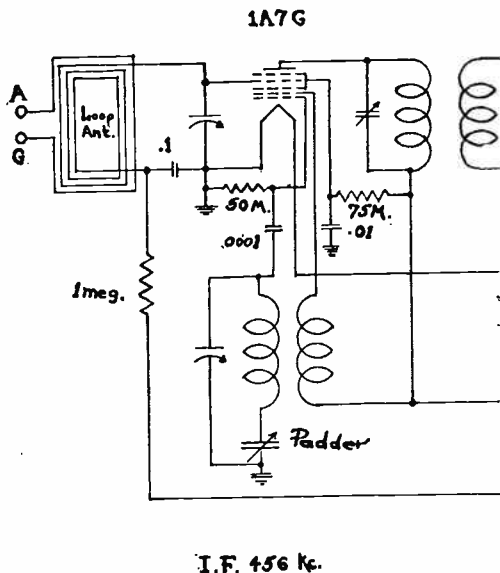 1A7G
A
G
Loop
Ant.
.1
50M.
.0001
75M.
.01
1meg.
Padder
I.F. 456 Kc.